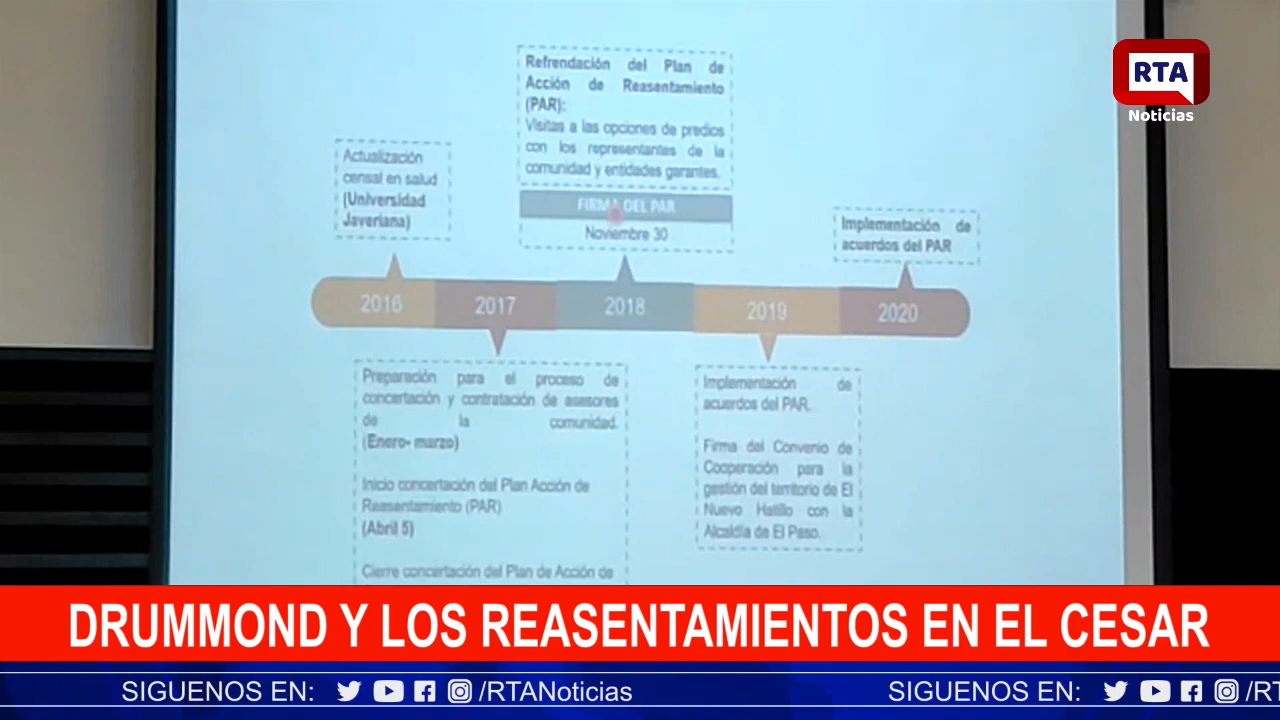 RTA
Noticias
Refrendación del Plan de
Acción de Reasentamiento
(PAR):
Visitas a las opciones de predios
con los representantes de la
comunidad y entidades garantes.
FIRMA DEL PAR
Noviembre 30
Actualización
censal en salud
(Universidad
Javeriana)
Implementación de
acuerdos del PAR
2016 2017 2018 2019 2020
Preparación para el proceso de
concertación y contratación de asesores
de la comunidad.
(Enero- marzo)
Inicio concertación del Plan Acción de
Reasentamiento (PAR)
(Abril 5)
Cierre concertación del Plan de Acción de
Implementación de
acuerdos del PAR.
Firma del Convenio de
Cooperación para la
gestión del territorio de El
Nuevo Hatillo con la
Alcaldía de El Paso.
DRUMMOND Y LOS REASENTAMIENTOS EN EL CESAR
SIGUENOS EN: /RTANoticias SIGUENOS EN: /RT